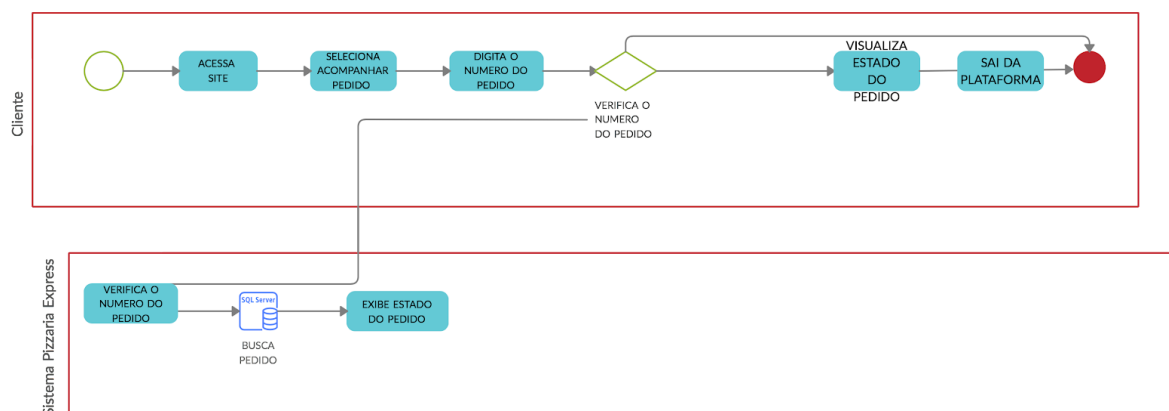 Cliente
ACESSA
SITE
SELECIONA
ACOMPANHAR
PEDIDO
DIGITA O
NUMERO DO
PEDIDO
VERIFICA O
NUMERO
DO PEDIDO
VISUALIZA
ESTADO
DO
PEDIDO
SAI DA
PLATAFORMA
Sistema Pizzaria Express
VERIFICA O
NUMERO DO
PEDIDO
SQL Server
BUSCA
PEDIDO
EXIBE ESTADO
DO PEDIDO